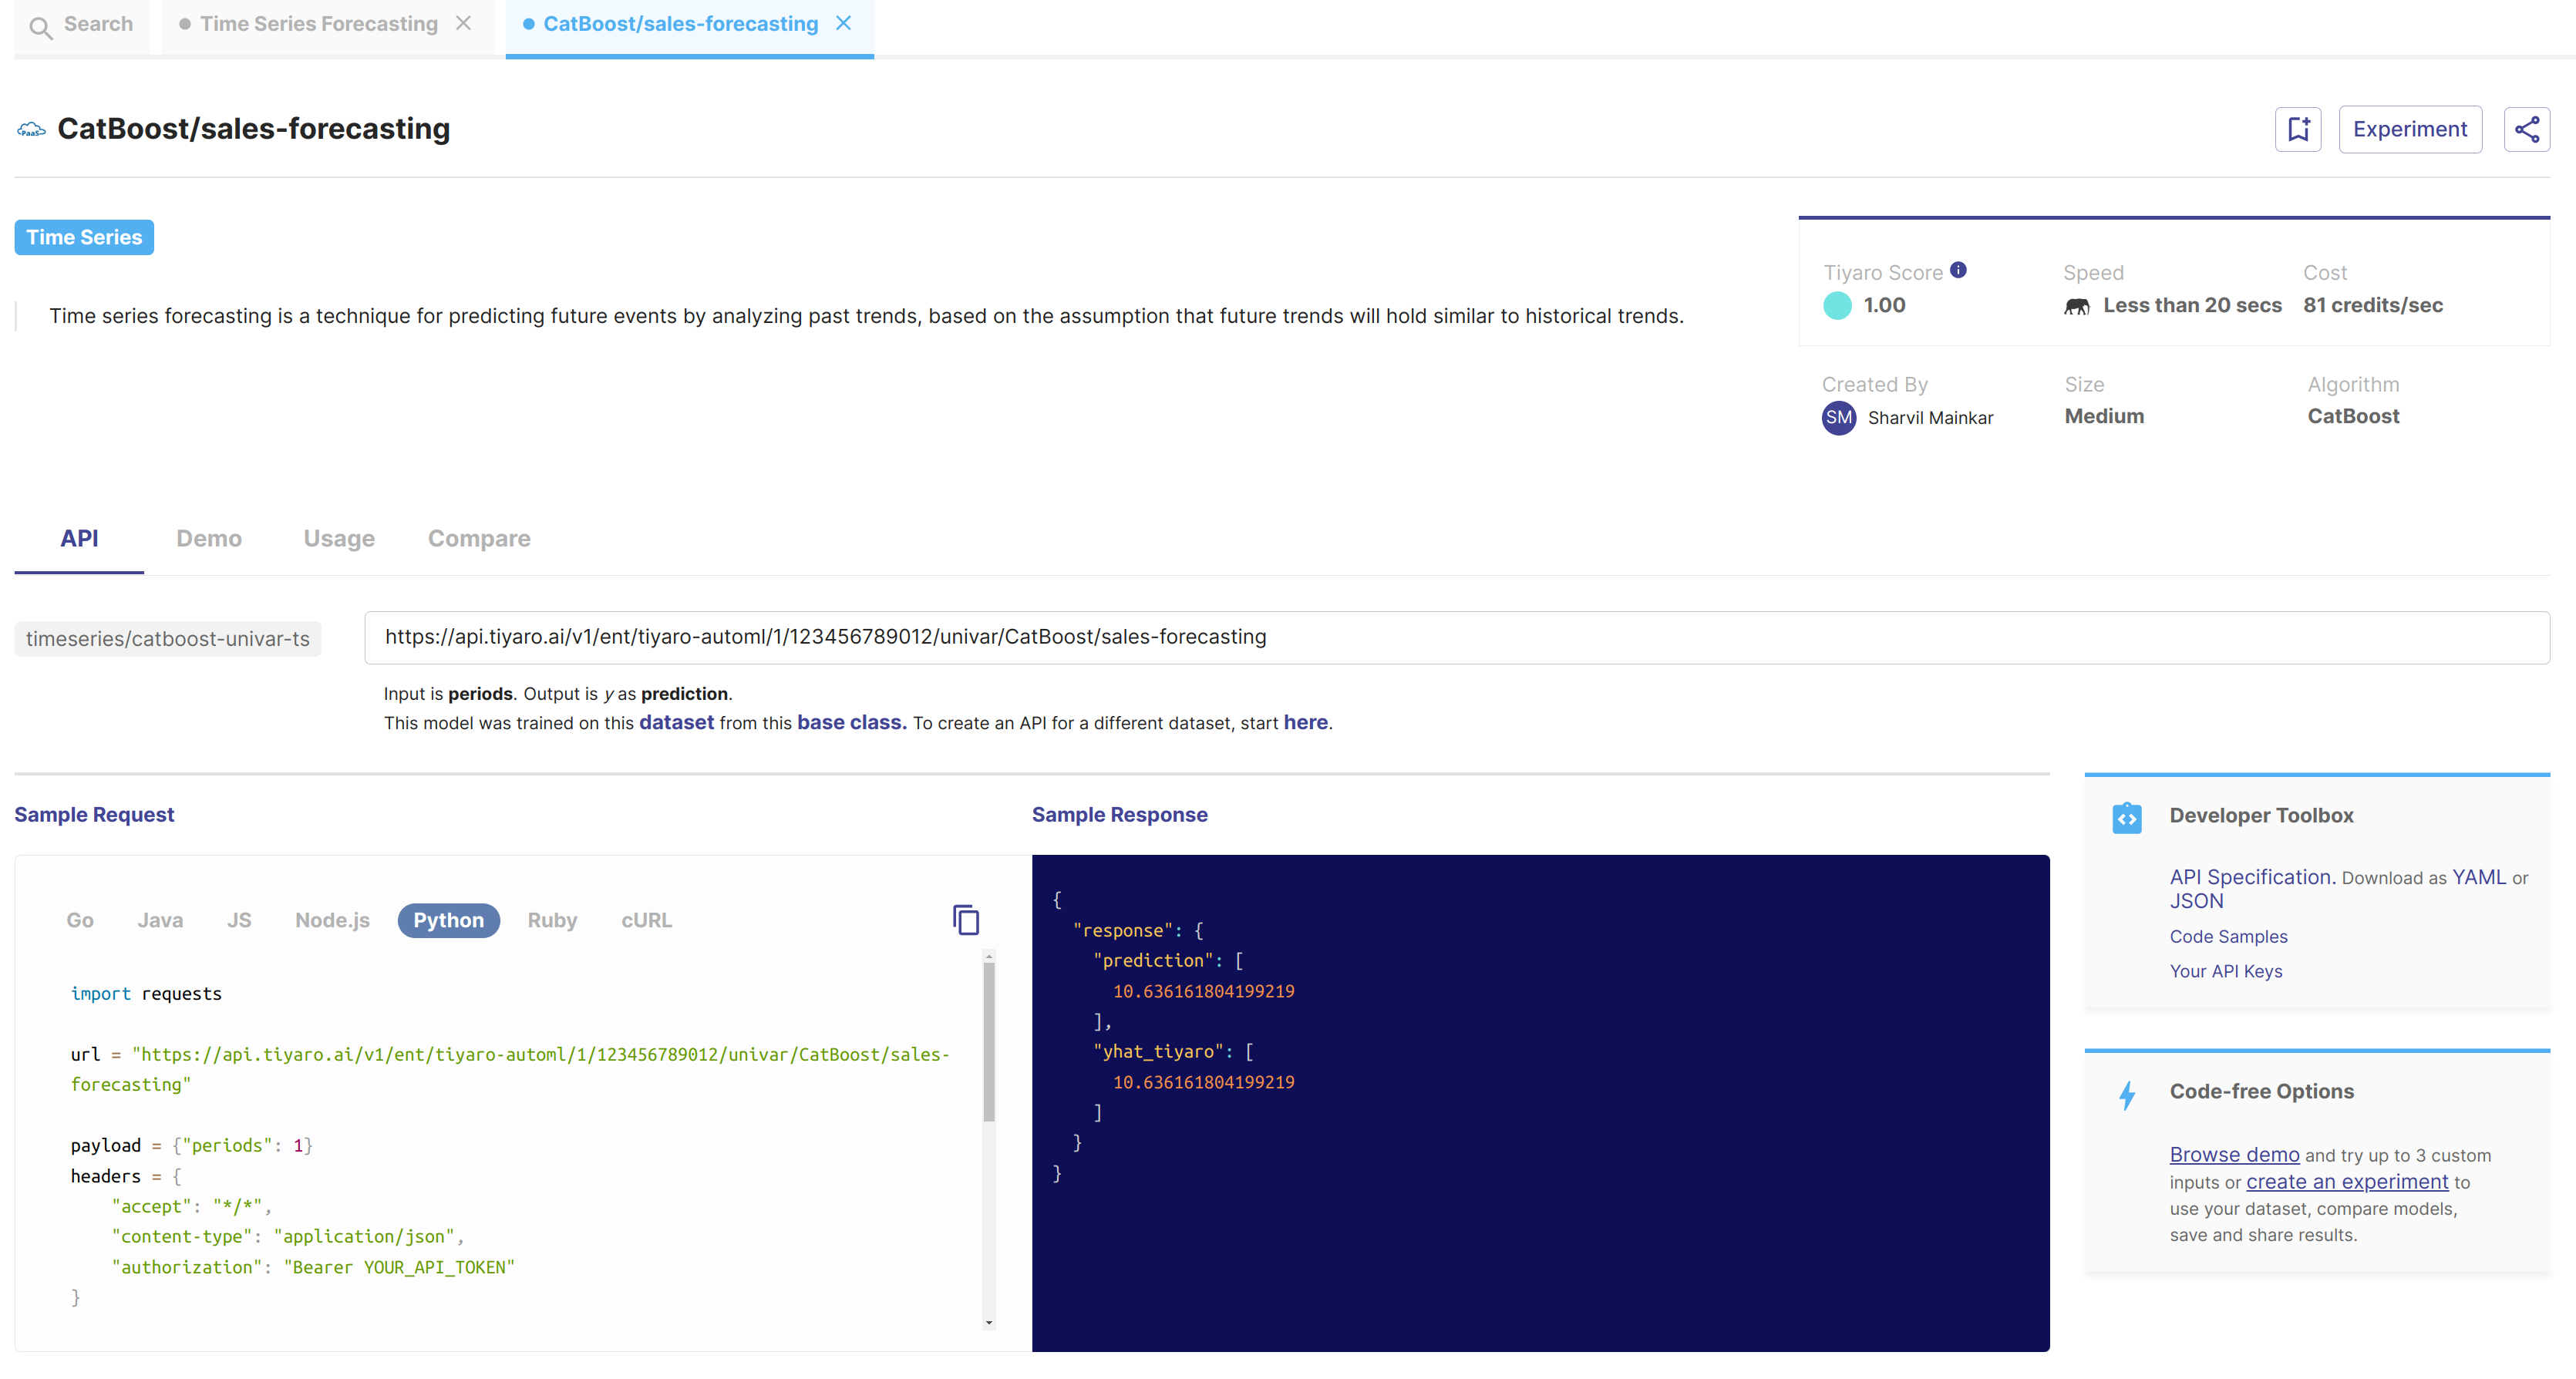 Search
Time Series Forecasting
CatBoost/sales-forecasting
PaaS
CatBoost/sales-forecasting
Experiment
Time Series
Time series forecasting is a technique for predicting future events by analyzing past trends, based on the assumption that future trends will hold similar to historical trends.
Tiyaro Score i
Speed
Cost
1.00
Less than 20 secs
81 credits/sec
Created By
Size
Algorithm
SM Sharvil Mainkar
Medium
CatBoost
API
Demo
Usage
Compare
timeseries/catboost-univar-ts
https://api.tiyaro.ai/v1/ent/tiyaro-automl/1/123456789012/univar/CatBoost/sales-forecasting
Input is periods. Output is y as prediction.
This model was trained on this dataset from this base class. To create an API for a different dataset, start here.
Sample Request
Go Java JS Node.js Python Ruby cURL
import requests
url = "https://api.tiyaro.ai/v1/ent/tiyaro-automl/1/123456789012/univar/CatBoost/sales-
forecasting"
payload = {"periods": 1}
headers = {
    "accept": "*/*",
    "content-type": "application/json",
    "authorization": "Bearer YOUR_API_TOKEN"
}
Sample Response
{
  "response": {
    "prediction": [
      10.636161804199219
    ],
    "yhat_tiyaro": [
      10.636161804199219
    ]
  }
}
Developer Toolbox
API Specification. Download as YAML or
JSON
Code Samples
Your API Keys
Code-free Options
Browse demo and try up to 3 custom
inputs or create an experiment to
use your dataset, compare models,
save and share results.